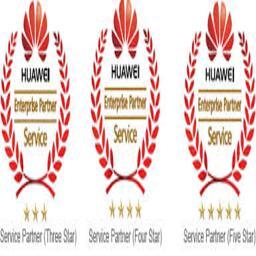 HUAWEI
Enterprise Partner
Service
Service Partner (Three Star)
HUAWEI
Enterprise Partner
Service
Service Partner (Four Star)
HUAWEI
Enterprise Partner
Service
Service Partner (Five Star)